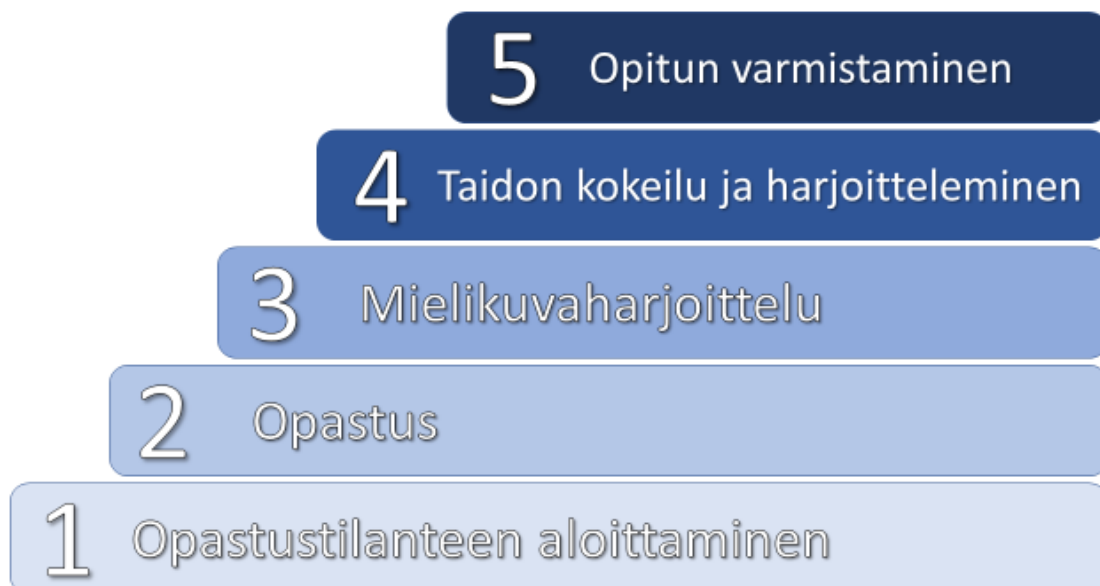 5 Opitun varmistaminen
4 Taidon kokeilu ja harjoitteleminen
3 Mielikuvaharjoittelu
2 Opastus
1 Opastustilanteen aloittaminen